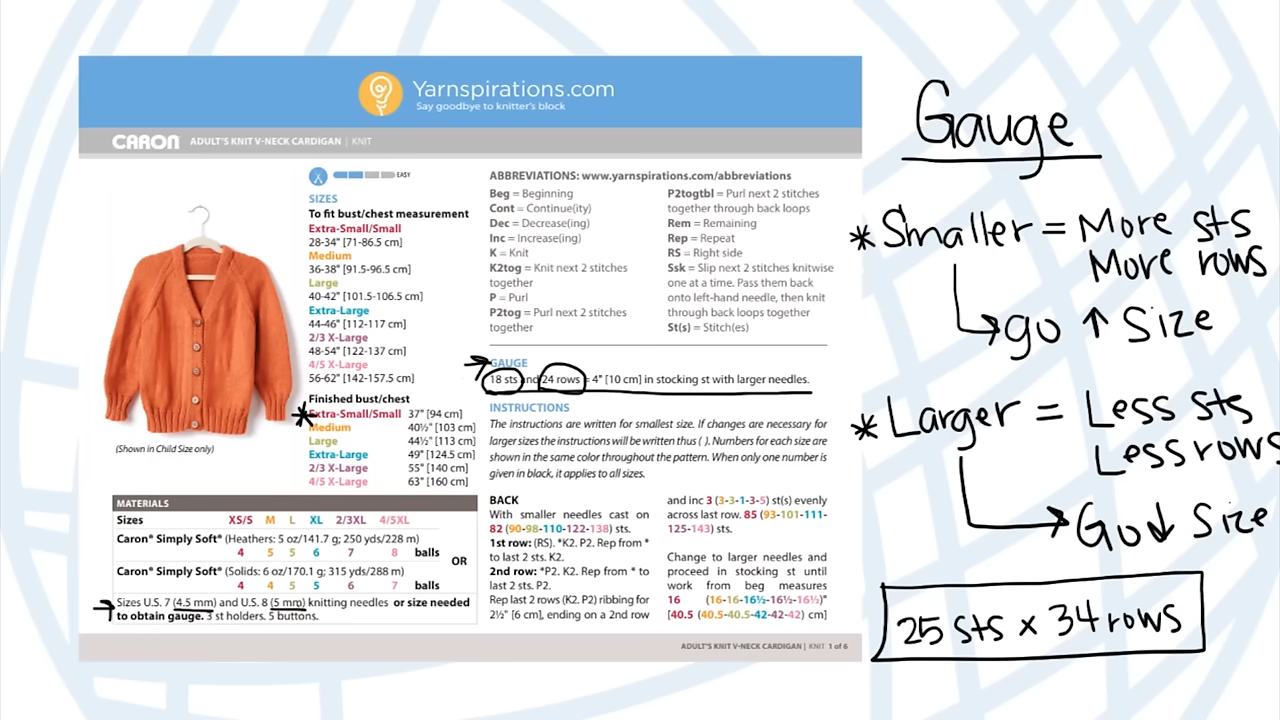 Yarnspirations.com
Say goodbye to knitter's block
CARON ADULT'S KNIT V-NECK CARDIGAN | KNIT
EASY
SIZES
To fit bust/chest measurement
Extra-Small/Small
28-34" [71-86.5 cm]
Medium
36-38" [91.5-96.5 cm]
Large
40-42" [101.5-106.5 cm]
Extra-Large
44-46" [112-117 cm]
2/3 X-Large
48-54" [122-137 cm]
4/5 X-Large
56-62" [142-157.5 cm]
Finished bust/chest
Extra-Small/Small 37" [94 cm]
Medium 40½" [103 cm]
Large 44½" [113 cm]
Extra-Large 49" [124.5 cm]
2/3 X-Large 55" [140 cm]
4/5 X-Large 63" [160 cm]
(Shown in Child Size only)
MATERIALS
Sizes XS/S M L XL 2/3XL 4/5XL
Caron® Simply Soft® (Heathers: 5 oz/141.7 g; 250 yds/228 m)
4 5 5 6 7 8 balls
OR
Caron® Simply Soft® (Solids: 6 oz/170.1 g; 315 yds/288 m)
4 4 5 5 6 7 balls
Sizes U.S. 7 (4.5 mm) and U.S. 8 (5 mm) knitting needles or size needed
to obtain gauge. 3 st holders. 5 buttons.
ABBREVIATIONS: www.yarnspirations.com/abbreviations
Beg = Beginning
Cont = Continue(ity)
Dec = Decrease(ing)
Inc = Increase(ing)
K = Knit
K2tog = Knit next 2 stitches
together
P = Purl
P2tog = Purl next 2 stitches
together
P2togtbl = Purl next 2 stitches
together through back loops
Rem = Remaining
Rep = Repeat
RS = Right side
Ssk = Slip next 2 stitches knitwise
one at a time. Pass them back
onto left-hand needle, then knit
through back loops together
St(s) = Stitch(es)
GAUGE
18 sts and 24 rows = 4" [10 cm] in stocking st with larger needles.
INSTRUCTIONS
The instructions are written for smallest size. If changes are necessary for
larger sizes the instructions will be written thus ( ). Numbers for each size are
shown in the same color throughout the pattern. When only one number is
given in black, it applies to all sizes.
BACK
With smaller needles cast on
82 (90-98-110-122-138) sts.
1st row: (RS). *K2. P2. Rep from *
to last 2 sts. K2.
2nd row: *P2. K2. Rep from * to
last 2 sts. P2.
Rep last 2 rows (K2. P2) ribbing for
2½" [6 cm], ending on a 2nd row
and inc 3 (3-3-1-3-5) st(s) evenly
across last row. 85 (93-101-111-
125-143) sts.
Change to larger needles and
proceed in stocking st until
work from beg measures
16 (16-16-16½-16½-16½)"
[40.5 (40.5-40.5-42-42-42) cm]
ADULT'S KNIT V-NECK CARDIGAN | KNIT 1 of 6
Gauge
* Smaller = More sts
More rows
go ↑ Size
* Larger = Less sts
Less rows
Go ↓ Size
25 sts x 34 rows